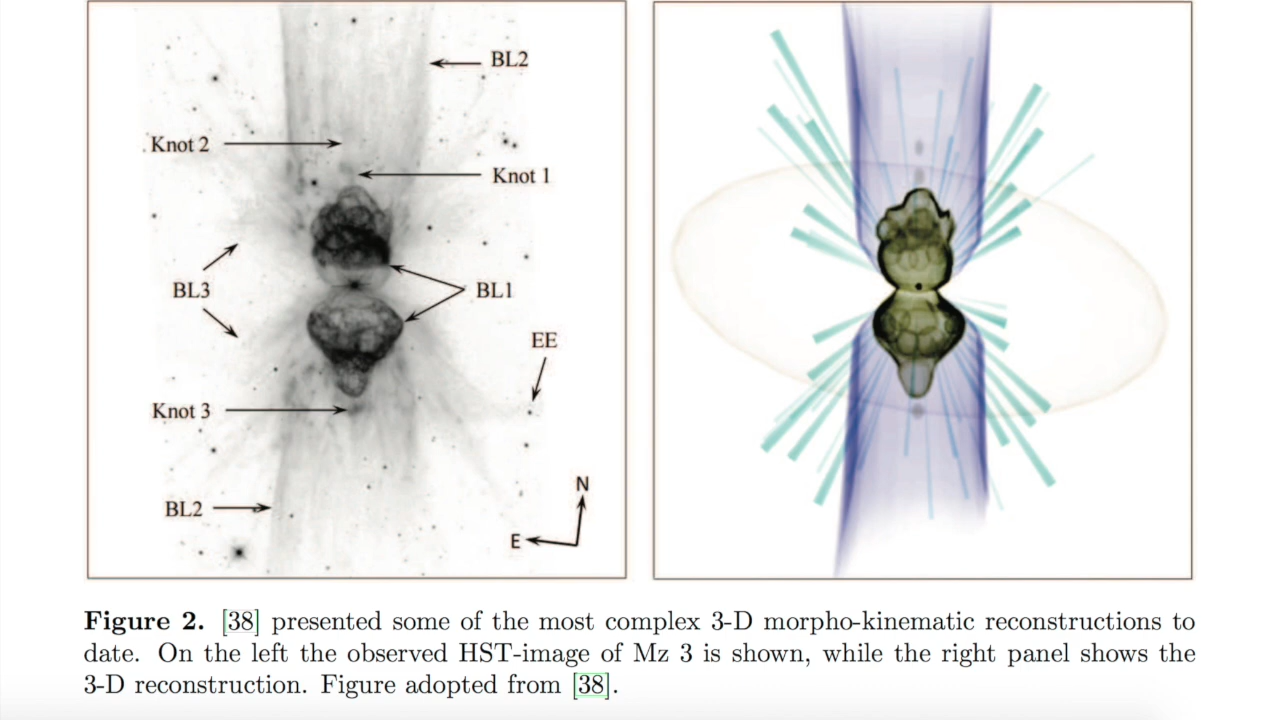 BL2
Knot 2
Knot 1
BL3
BL1
EE
Knot 3
N
BL2
E
Figure 2. [38] presented some of the most complex 3-D morpho-kinematic reconstructions to
date. On the left the observed HST-image of Mz 3 is shown, while the right panel shows the
3-D reconstruction. Figure adopted from [38].